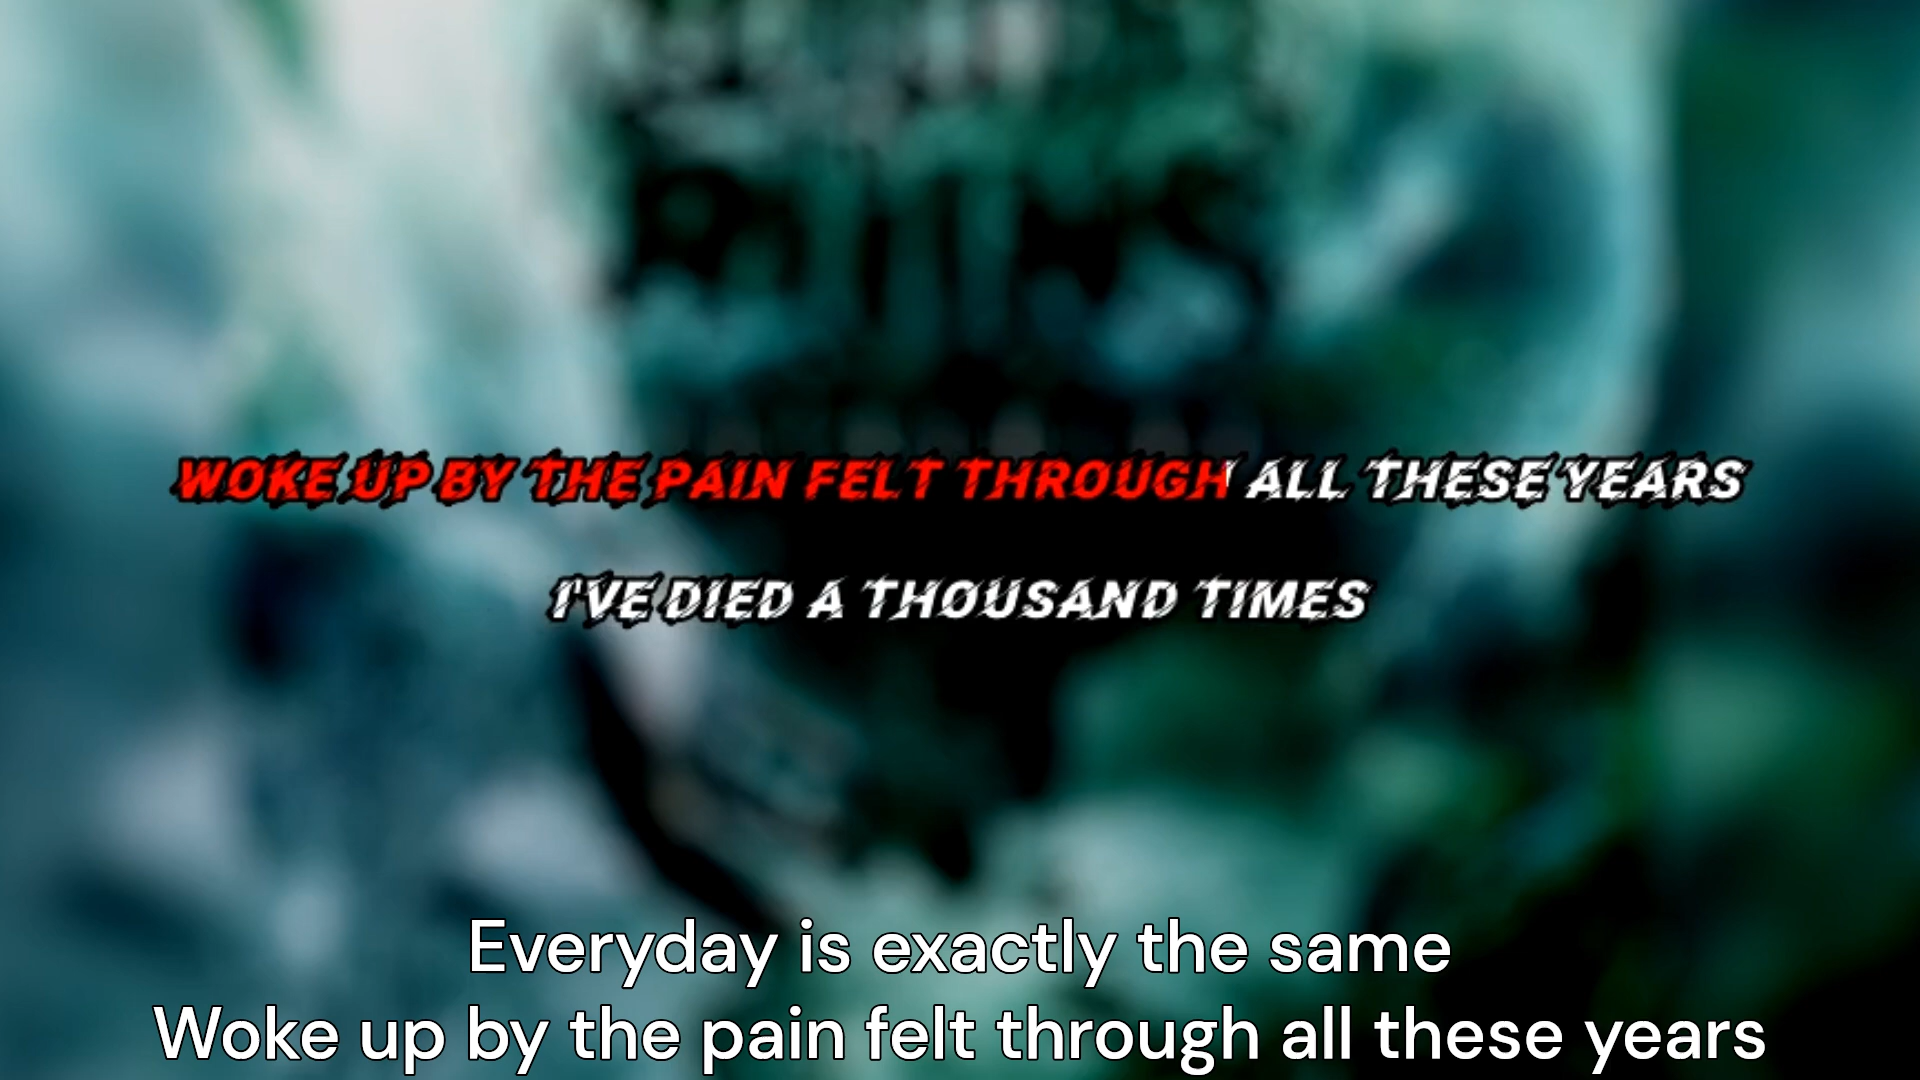 WOKE UP BY THE PAIN FELT THROUGH ALL THESE YEARS
I'VE DIED A THOUSAND TIMES
Everyday is exactly the same
Woke up by the pain felt through all these years